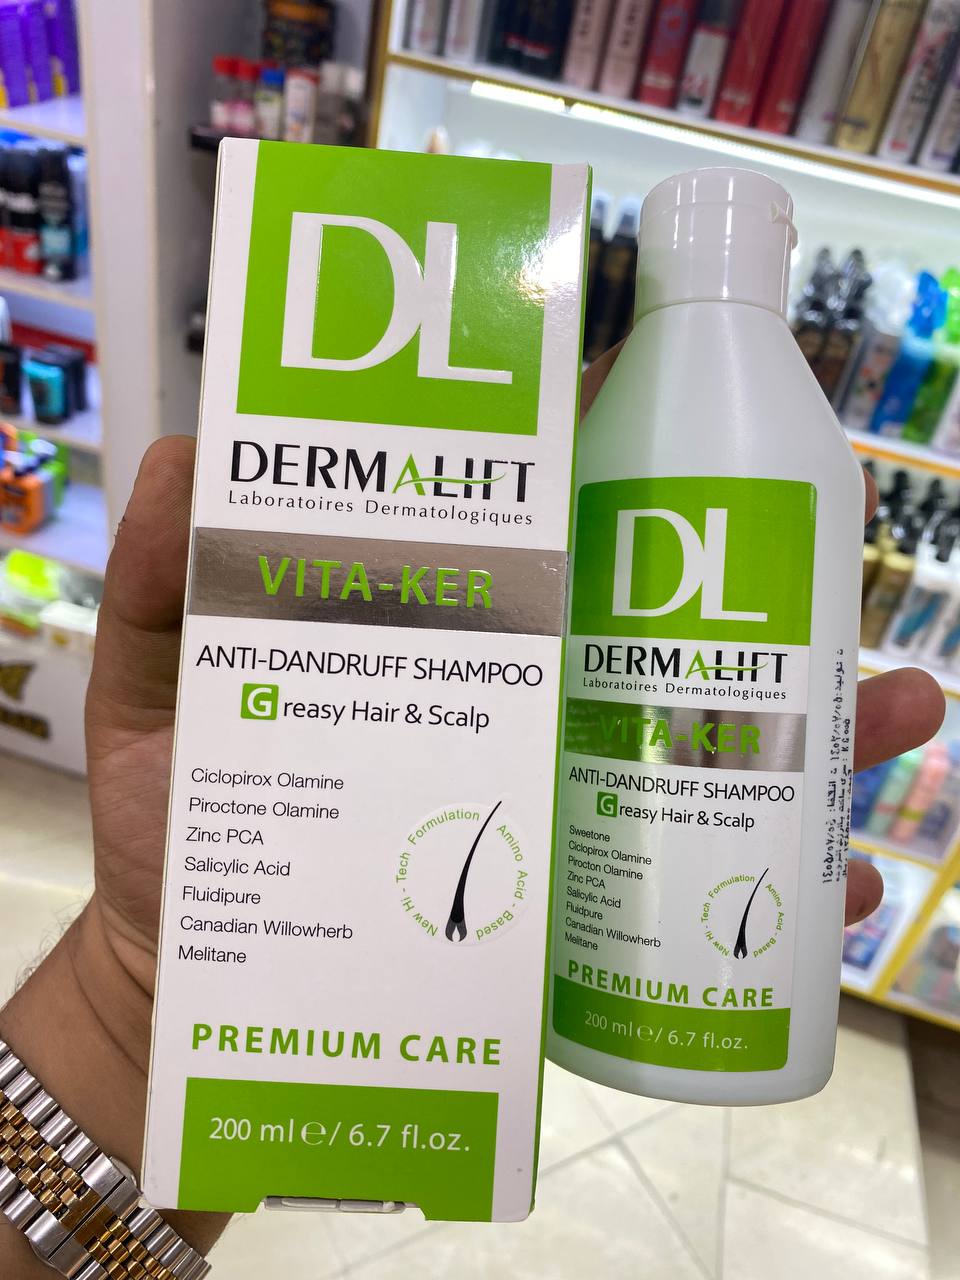 DL
DERMALIFT
Laboratoires Dermatologiques
VITA-KER
ANTI-DANDRUFF SHAMPOO
Greasy Hair & Scalp
Ciclopirox Olamine
Piroctone Olamine
Zinc PCA
Salicylic Acid
Fluidipure
Canadian Willowherb
Melitane
New Hi - Tech Formulation
Amino Acid - Based
PREMIUM CARE
200 ml ℮ / 6.7 fl.oz.
DL
DERMALIFT
Laboratoires Dermatologiques
VITA-KER
ANTI-DANDRUFF SHAMPOO
Greasy Hair & Scalp
Sweetone
Ciclopirox Olamine
Pirocton Olamine
Zinc PCA
Salicylic Acid
Fluidpure
Canadian Willowherb
Melitane
New Hi - Tech Formulation
Amino Acid - Based
PREMIUM CARE
200 ml ℮ / 6.7 fl.oz.